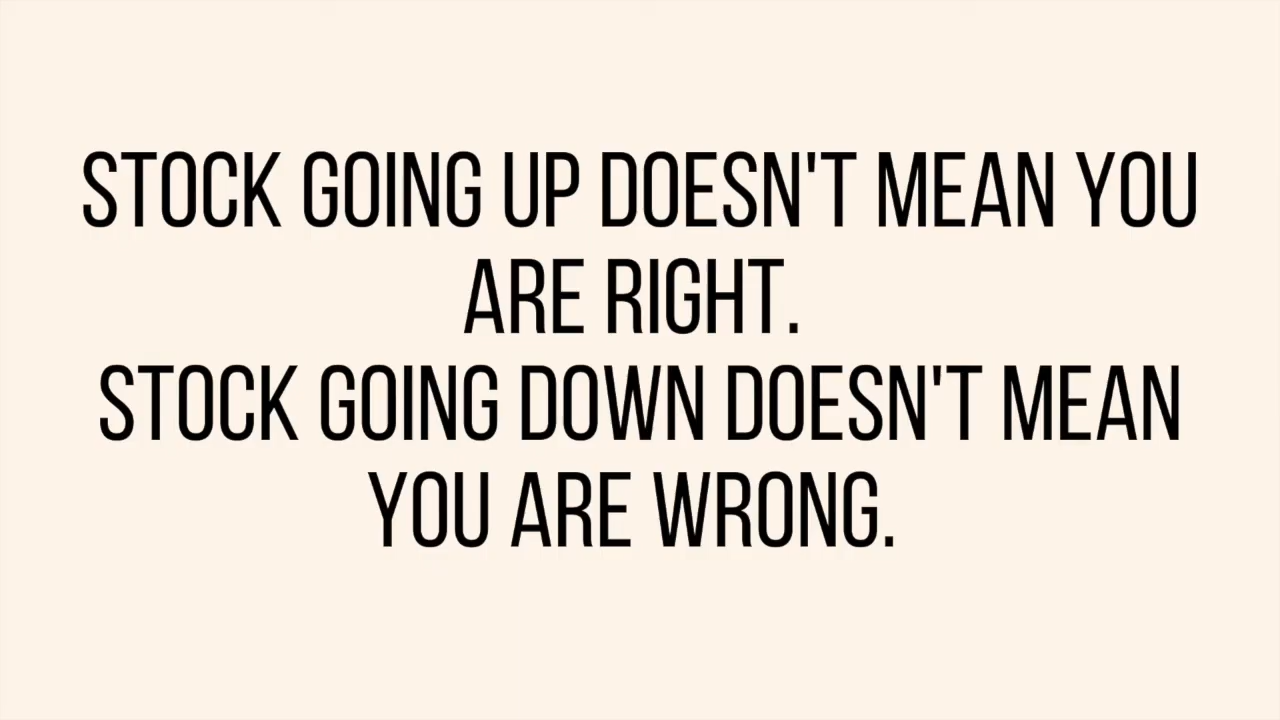 STOCK GOING UP DOESN'T MEAN YOU
ARE RIGHT.
STOCK GOING DOWN DOESN'T MEAN
YOU ARE WRONG.